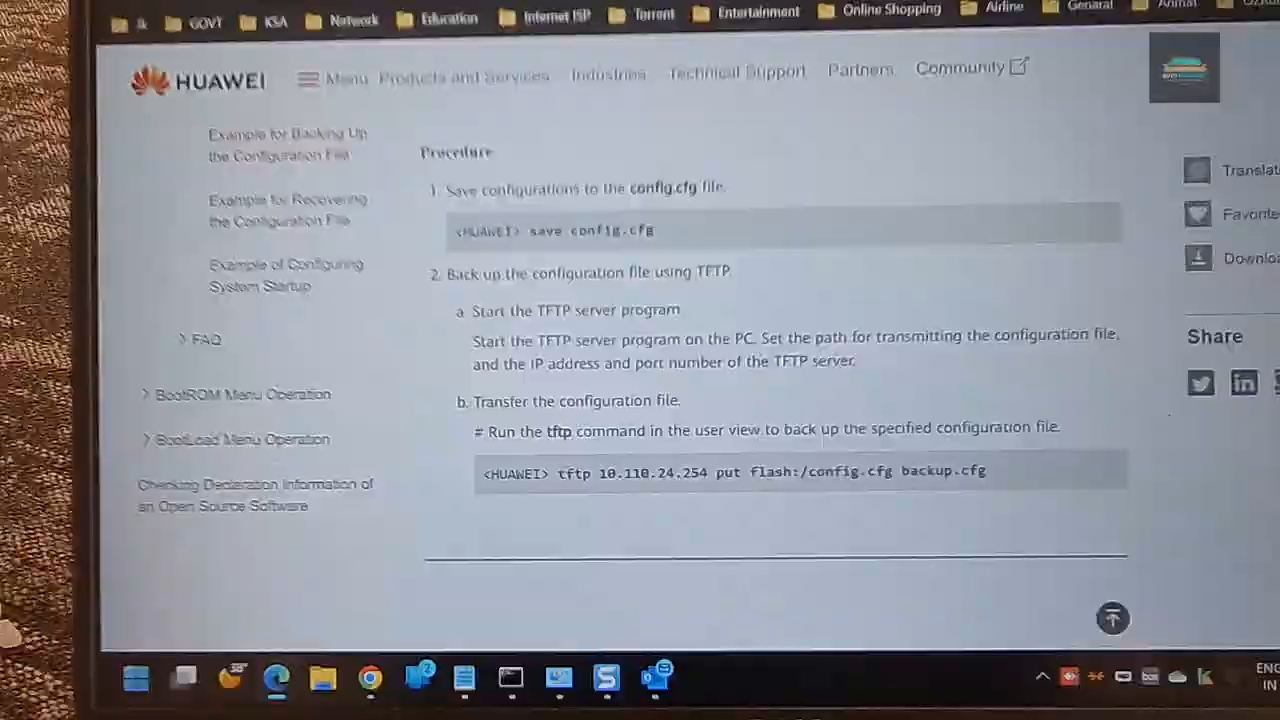 GOVT KSA Network Education Internet ISP Torrent Entertainment Online Shopping Airline General
HUAWEI Menu Products and Services Industries Technical Support Partners Community
Example for Backing Up
the Configuration File
Example for Recovering
the Configuration File
Example of Configuring
System Startup
FAQ
BootROM Menu Operation
BootLoad Menu Operation
Checking Declaration Information of
an Open Source Software
Procedure
1. Save configurations to the config.cfg file.
<HUAWEI> save config.cfg
2. Back up the configuration file using TFTP
a Start the TFTP server program
Start the TFTP server program on the PC. Set the path for transmitting the configuration file,
and the IP address and port number of the TFTP server.
b. Transfer the configuration file.
# Run the tftp command in the user view to back up the specified configuration file.
<HUAWEI> tftp 10.110.24.254 put flash:/config.cfg backup.cfg
Translat
Favorite
Downloa
Share
ENG
IN